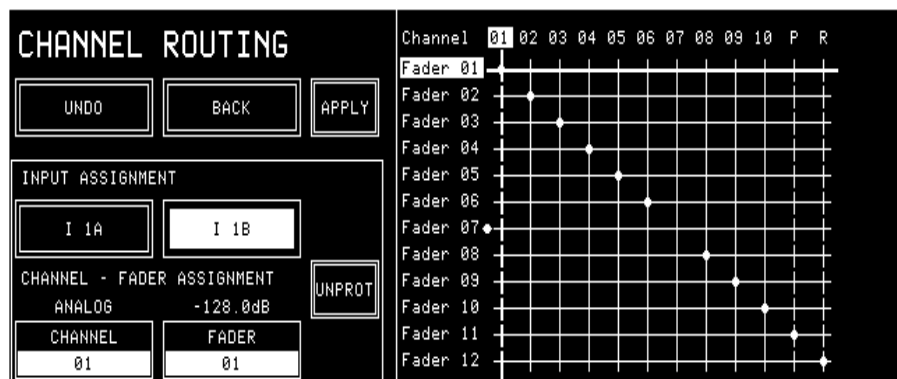 CHANNEL ROUTING
UNDO BACK APPLY
INPUT ASSIGNMENT
I 1A I 1B
CHANNEL - FADER ASSIGNMENT
ANALOG -128.0dB UNPROT
CHANNEL FADER
01 01
Channel 01 02 03 04 05 06 07 08 09 10 P R
Fader 01
Fader 02
Fader 03
Fader 04
Fader 05
Fader 06
Fader 07
Fader 08
Fader 09
Fader 10
Fader 11
Fader 12